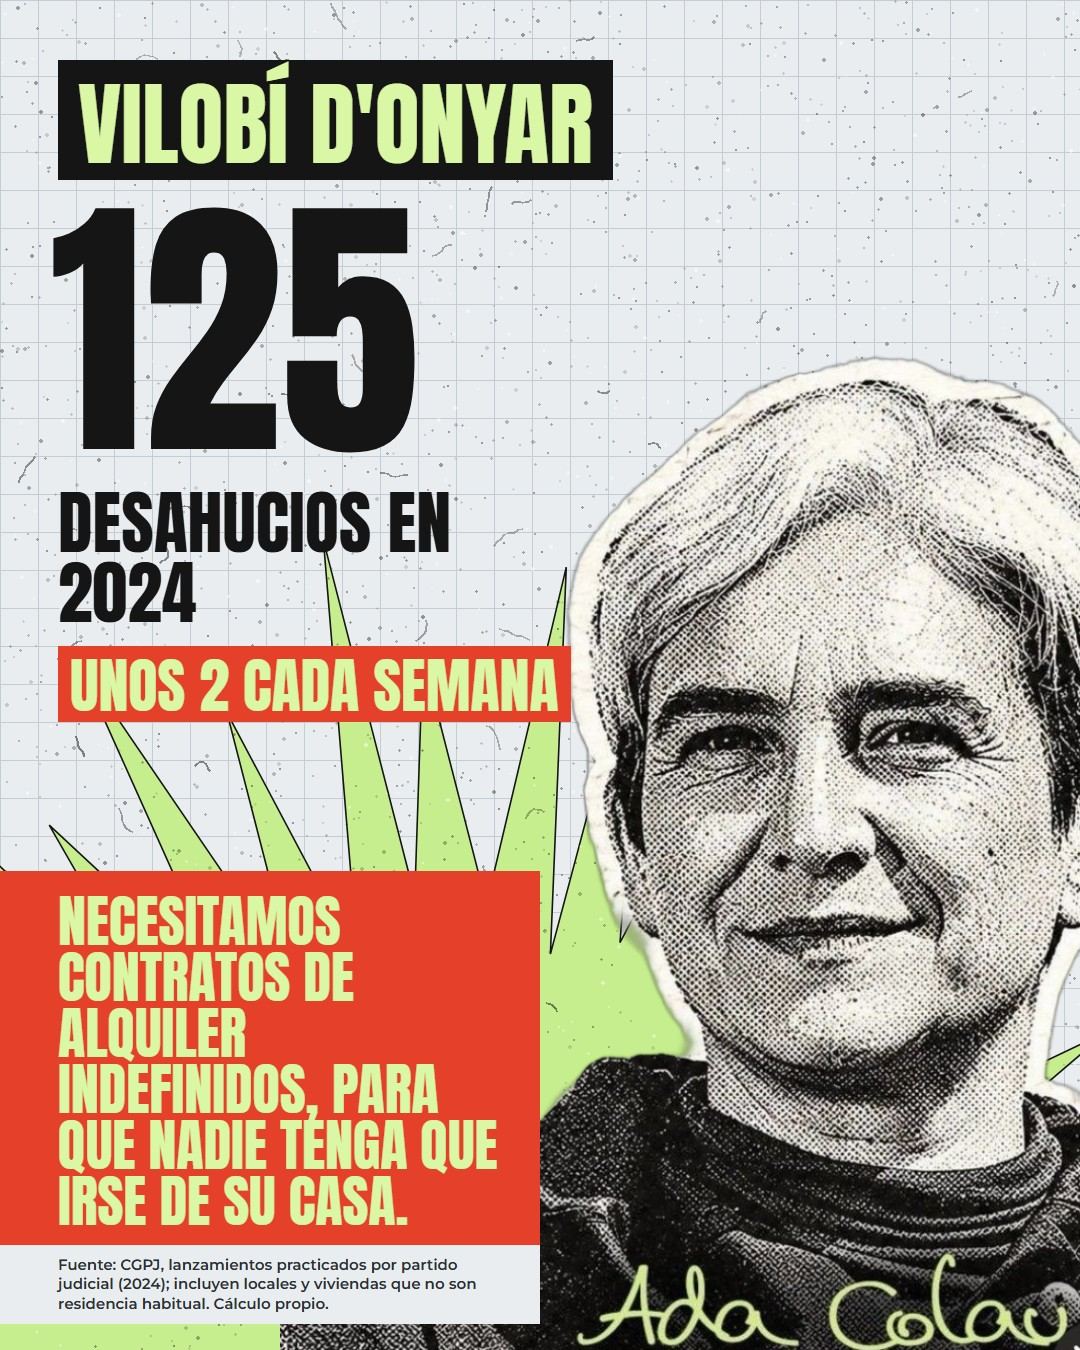 VILOBÍ D'ONYAR
125
DESAHUCIOS EN
2024
UNOS 2 CADA SEMANA
NECESITAMOS
CONTRATOS DE
ALQUILER
INDEFINIDOS, PARA
QUE NADIE TENGA QUE
IRSE DE SU CASA.
Fuente: CGPJ, lanzamientos practicados por partido
judicial (2024); incluyen locales y viviendas que no son
residencia habitual. Cálculo propio.
Ada Colau